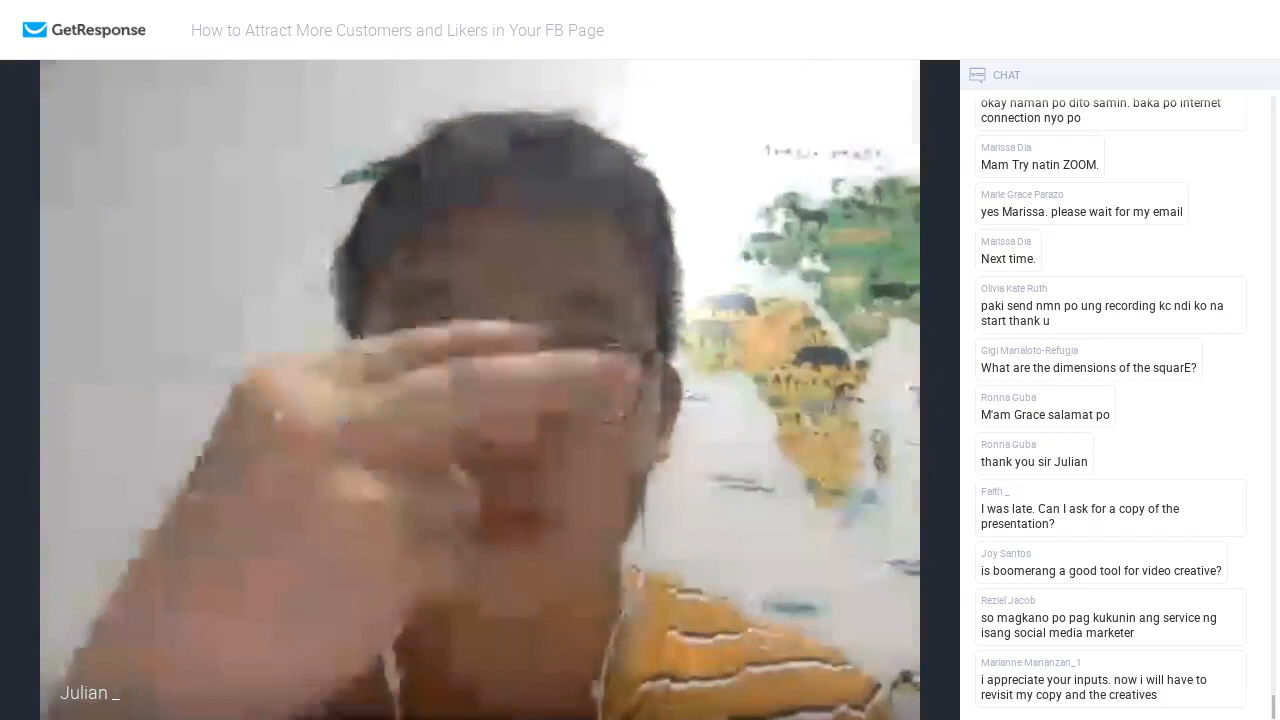 GetResponse
How to Attract More Customers and Likers in Your FB Page
CHAT
okay naman po dito samin. baka po internet
connection nyo po
Marissa Dia
Mam Try natin ZOOM.
Marie Grace Parazo
yes Marissa. please wait for my email
Marissa Dia
Next time.
Olivia Kate Ruth
paki send nmn po ung recording kc ndi ko na
start thank u
Gigi Manaloto-Refugia
What are the dimensions of the squarE?
Ronna Guba
M'am Grace salamat po
Ronna Guba
thank you sir Julian
Faith _
I was late. Can I ask for a copy of the
presentation?
Joy Santos
is boomerang a good tool for video creative?
Reziel Jacob
so magkano po pag kukunin ang service ng
isang social media marketer
Marianne Mananzan_1
i appreciate your inputs. now i will have to
revisit my copy and the creatives
Julian _